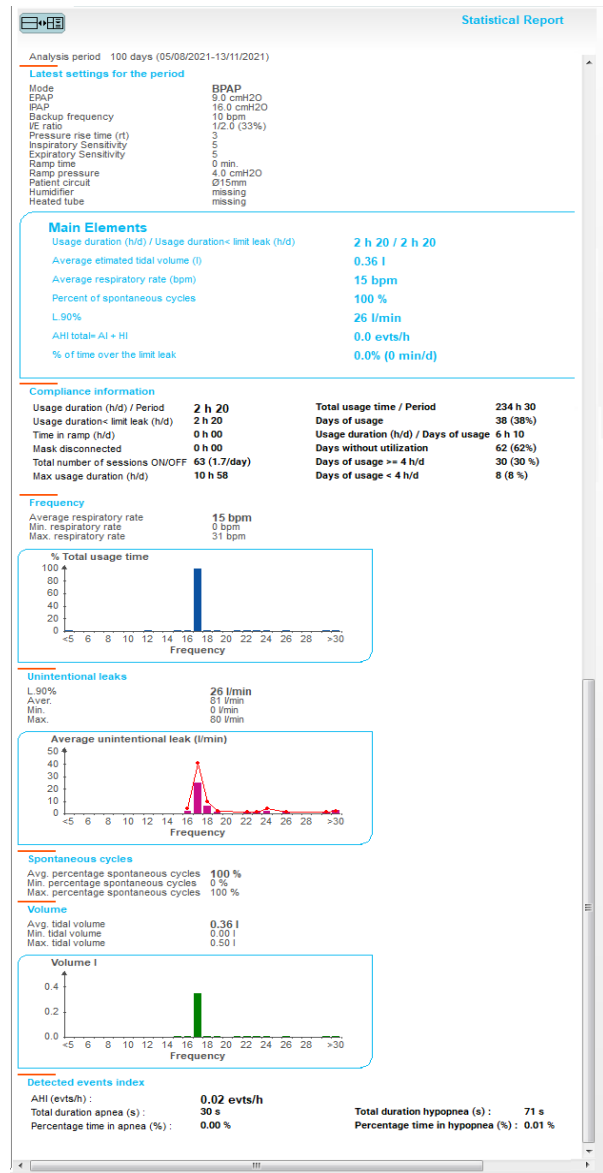 Statistical Report
Analysis period 100 days (05/08/2021-13/11/2021)
Latest settings for the period
Mode BPAP
EPAP 9.0 cmH2O
IPAP 16.0 cmH2O
Backup frequency 10 bpm
I/E ratio 1/2.0 (33%)
Pressure rise time (rt) 3
Inspiratory Sensitivity 5
Expiratory Sensitivity 5
Ramp time 0 min.
Ramp pressure 4.0 cmH2O
Patient circuit Ø15mm
Humidifier missing
Heated tube missing
Main Elements
Usage duration (h/d) / Usage duration< limit leak (h/d) 2 h 20 / 2 h 20
Average etimated tidal volume (l) 0.36 l
Average respiratory rate (bpm) 15 bpm
Percent of spontaneous cycles 100 %
L.90% 26 l/min
AHI total= AI + HI 0.0 evts/h
% of time over the limit leak 0.0% (0 min/d)
Compliance information
Usage duration (h/d) / Period 2 h 20 Total usage time / Period 234 h 30
Usage duration< limit leak (h/d) 2 h 20 Days of usage 38 (38%)
Time in ramp (h/d) 0 h 00 Usage duration (h/d) / Days of usage 6 h 10
Mask disconnected 0 h 00 Days without utilization 62 (62%)
Total number of sessions ON/OFF 63 (1.7/day) Days of usage >= 4 h/d 30 (30 %)
Max usage duration (h/d) 10 h 58 Days of usage < 4 h/d 8 (8 %)
Frequency
Average respiratory rate 15 bpm
Min. respiratory rate 0 bpm
Max. respiratory rate 31 bpm
% Total usage time
100
80
60
40
20
0
<5 6 8 10 12 14 16 18 20 22 24 26 28 >30
Frequency
Unintentional leaks
L.90% 26 l/min
Aver. 81 l/min
Min. 0 l/min
Max. 80 l/min
Average unintentional leak (l/min)
50
40
30
20
10
0
<5 6 8 10 12 14 16 18 20 22 24 26 28 >30
Frequency
Spontaneous cycles
Avg. percentage spontaneous cycles 100 %
Min. percentage spontaneous cycles 0 %
Max. percentage spontaneous cycles 100 %
Volume
Avg. tidal volume 0.36 l
Min. tidal volume 0.00 l
Max. tidal volume 0.50 l
Volume l
0.4
0.2
0.0
<5 6 8 10 12 14 16 18 20 22 24 26 28 >30
Frequency
Detected events index
AHI (evts/h) : 0.02 evts/h
Total duration apnea (s) : 30 s Total duration hypopnea (s) : 71 s
Percentage time in apnea (%) : 0.00 % Percentage time in hypopnea (%) : 0.01 %